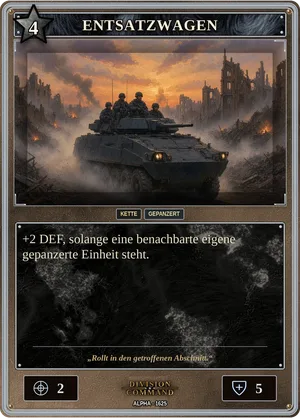 4
ENTSATZWAGEN
KETTE
GEPANZERT
+2 DEF, solange eine benachbarte eigene
gepanzerte Einheit steht.
„Rollt in den getroffenen Abschnitt.“
2
DIVISION
COMMAND
ALPHA · 1625
5